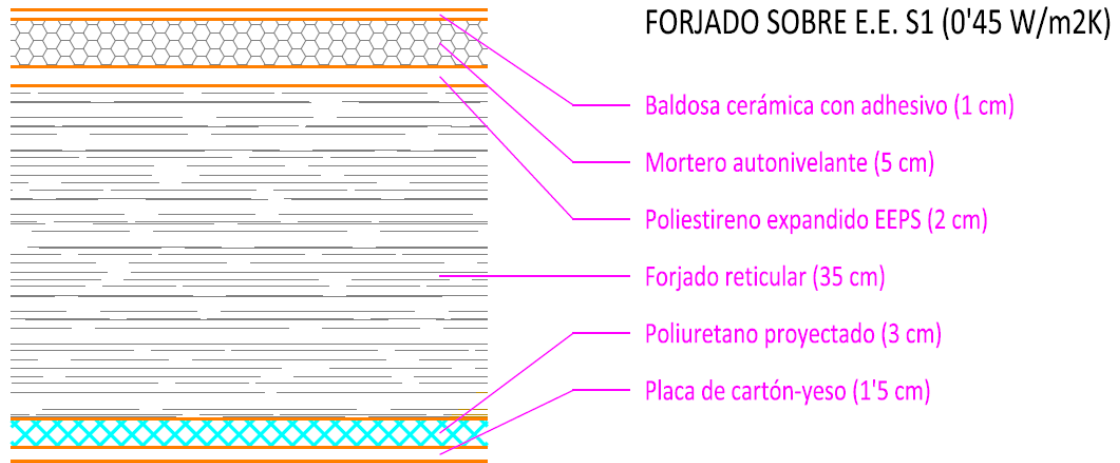 FORJADO SOBRE E.E. S1 (0'45 W/m2K)
Baldosa cerámica con adhesivo (1 cm)
Mortero autonivelante (5 cm)
Poliestireno expandido EEPS (2 cm)
Forjado reticular (35 cm)
Poliuretano proyectado (3 cm)
Placa de cartón-yeso (1'5 cm)